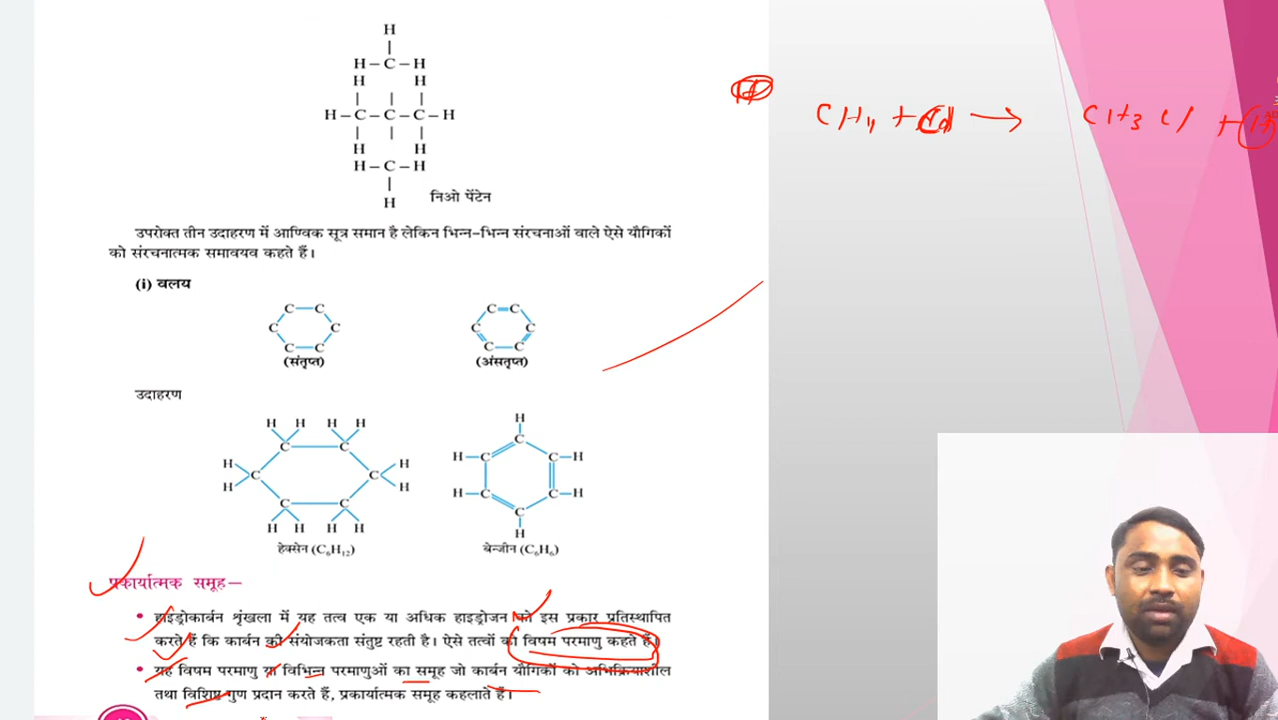 H
|
H–C–H
H H
| | |
H–C–C–C–H
| | |
H H
H–C–H
|
H
निओ पेंटेन
CH4 +
CH3 Cl +
उपरोक्त तीन उदाहरण में आण्विक सूत्र समान है लेकिन भिन्न-भिन्न संरचनाओं वाले ऐसे यौगिकों
को संरचनात्मक समावयव कहते हैं।
(i) वलय
C C
C C
C C
(संतृप्त)
C C
C C
C C
(अंसतृप्त)
उदाहरण
H H H H
C C
H C C H
H H
C C
H H H H
हेक्सेन (C₆H₁₂)
H
C
H–C C–H
H–C C–H
C
H
बेन्जीन (C₆H₆)
प्रकार्यात्मक समूह–
• हाइड्रोकार्बन शृंखला में यह तत्व एक या अधिक हाइड्रोजन को इस प्रकार प्रतिस्थापित
करते हैं कि कार्बन की संयोजकता संतुष्ट रहती है। ऐसे तत्वों को विषम परमाणु कहते हैं।
• यह विषम परमाणु या विभिन्न परमाणुओं का समूह जो कार्बन यौगिकों को अभिक्रियाशील
तथा विशिष्ट गुण प्रदान करते हैं, प्रकार्यात्मक समूह कहलाते हैं।